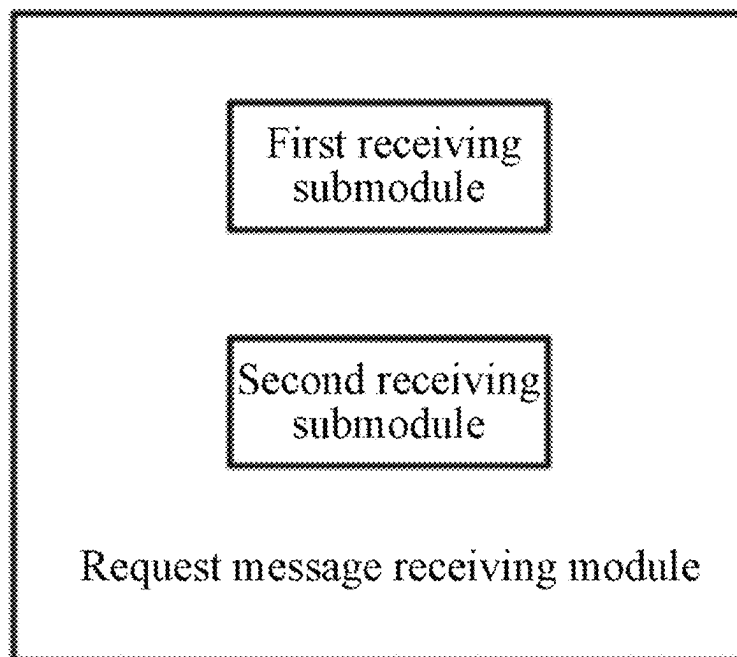 First receiving
submodule
Second receiving
submodule
Request message receiving module